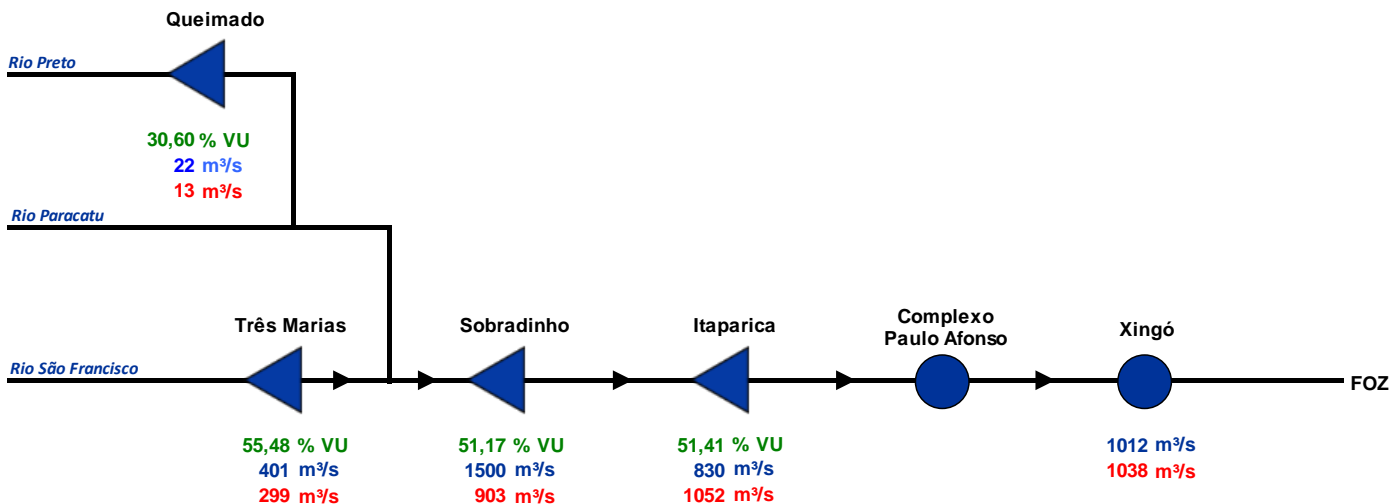 Queimado
Rio Preto
30,60 % VU
22 m³/s
13 m³/s
Rio Paracatu
Três Marias
Sobradinho
Itaparica
Complexo
Paulo Afonso
Xingó
Rio São Francisco
FOZ
55,48 % VU
401 m³/s
299 m³/s
51,17 % VU
1500 m³/s
903 m³/s
51,41 % VU
830 m³/s
1052 m³/s
1012 m³/s
1038 m³/s